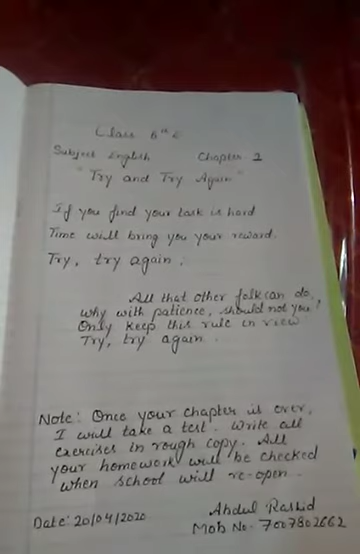 Class 6th E
Subject English Chapter 1
"Try and Try Again"
If you find your task is hard
Time will bring you your reward.
Try, try again.
All that other folk can do,
why with patience, should not you?
Only keep this rule in view
Try, try again.
Note: Once your chapter is over,
I will take a test. Write all
exercises in rough copy. All
your homework will be checked
when school will re-open.
Abdul Rashid
Date: 20/04/2020
Mob No- 7007802662